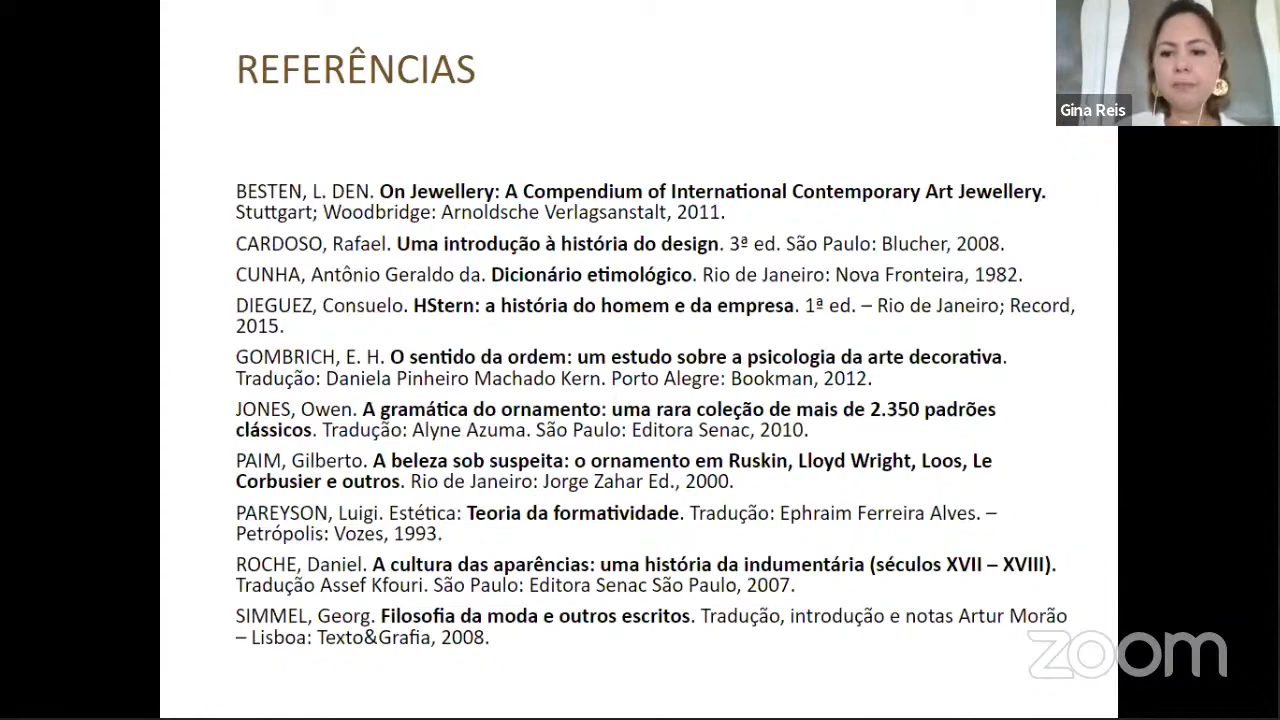 REFERÊNCIAS
Gina Reis
BESTEN, L. DEN. On Jewellery: A Compendium of International Contemporary Art Jewellery.
Stuttgart; Woodbridge: Arnoldsche Verlagsanstalt, 2011.
CARDOSO, Rafael. Uma introdução à história do design. 3ª ed. São Paulo: Blucher, 2008.
CUNHA, Antônio Geraldo da. Dicionário etimológico. Rio de Janeiro: Nova Fronteira, 1982.
DIEGUEZ, Consuelo. HStern: a história do homem e da empresa. 1ª ed. – Rio de Janeiro; Record,
2015.
GOMBRICH, E. H. O sentido da ordem: um estudo sobre a psicologia da arte decorativa.
Tradução: Daniela Pinheiro Machado Kern. Porto Alegre: Bookman, 2012.
JONES, Owen. A gramática do ornamento: uma rara coleção de mais de 2.350 padrões
clássicos. Tradução: Alyne Azuma. São Paulo: Editora Senac, 2010.
PAIM, Gilberto. A beleza sob suspeita: o ornamento em Ruskin, Lloyd Wright, Loos, Le
Corbusier e outros. Rio de Janeiro: Jorge Zahar Ed., 2000.
PAREYSON, Luigi. Estética: Teoria da formatividade. Tradução: Ephraim Ferreira Alves. –
Petrópolis: Vozes, 1993.
ROCHE, Daniel. A cultura das aparências: uma história da indumentária (séculos XVII – XVIII).
Tradução Assef Kfouri. São Paulo: Editora Senac São Paulo, 2007.
SIMMEL, Georg. Filosofia da moda e outros escritos. Tradução, introdução e notas Artur Morão
– Lisboa: Texto&Grafia, 2008.
zoom